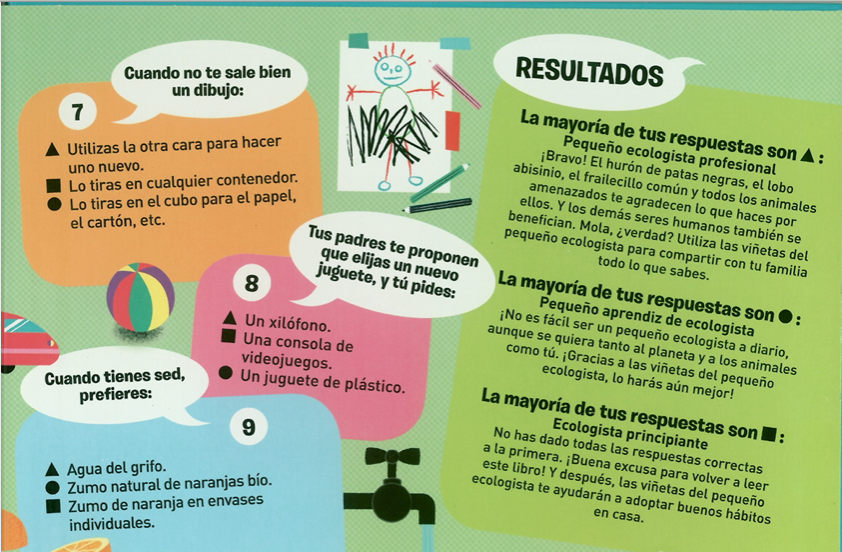 Cuando no te sale bien
un dibujo:
7
▲ Utilizas la otra cara para hacer
uno nuevo.
■ Lo tiras en cualquier contenedor.
● Lo tiras en el cubo para el papel,
el cartón, etc.
Tus padres te proponen
que elijas un nuevo
juguete, y tú pides:
8
▲ Un xilófono.
■ Una consola de
videojuegos.
● Un juguete de plástico.
Cuando tienes sed,
prefieres:
9
▲ Agua del grifo.
● Zumo natural de naranjas bío.
■ Zumo de naranja en envases
individuales.
RESULTADOS
La mayoría de tus respuestas son ▲:
Pequeño ecologista profesional
¡Bravo! El hurón de patas negras, el lobo
abisinio, el frailecillo común y todos los animales
amenazados te agradecen lo que haces por
ellos. Y los demás seres humanos también se
benefician. Mola, ¿verdad? Utiliza las viñetas del
pequeño ecologista para compartir con tu familia
todo lo que sabes.
La mayoría de tus respuestas son ●:
Pequeño aprendiz de ecologista
¡No es fácil ser un pequeño ecologista a diario,
aunque se quiera tanto al planeta y a los animales
como tú. ¡Gracias a las viñetas del pequeño
ecologista, lo harás aún mejor!
La mayoría de tus respuestas son ■:
Ecologista principiante
No has dado todas las respuestas correctas
a la primera. ¡Buena excusa para volver a leer
este libro! Y después, las viñetas del pequeño
ecologista te ayudarán a adoptar buenos hábitos
en casa.